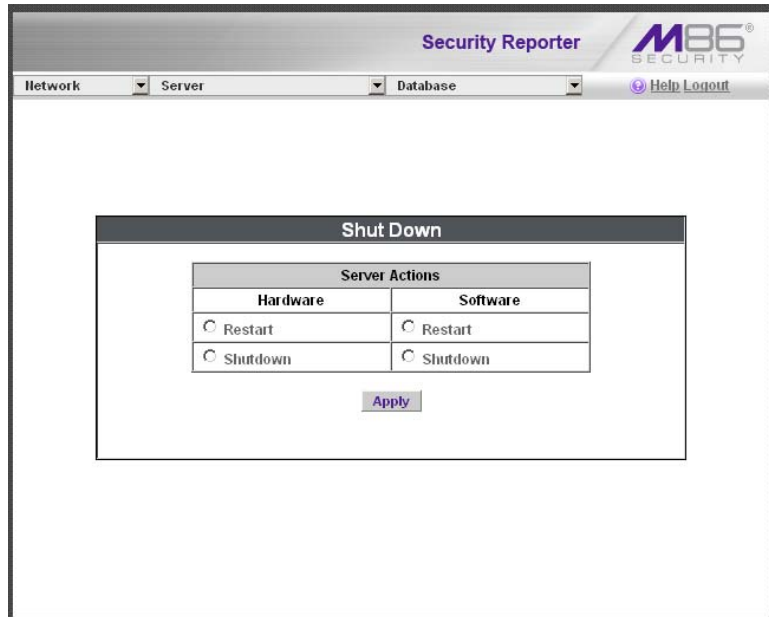 Security Reporter
M86®
SECURITY
Network Server Database Help Logout
Shut Down
Server Actions
Hardware Software
Restart Restart
Shutdown Shutdown
Apply